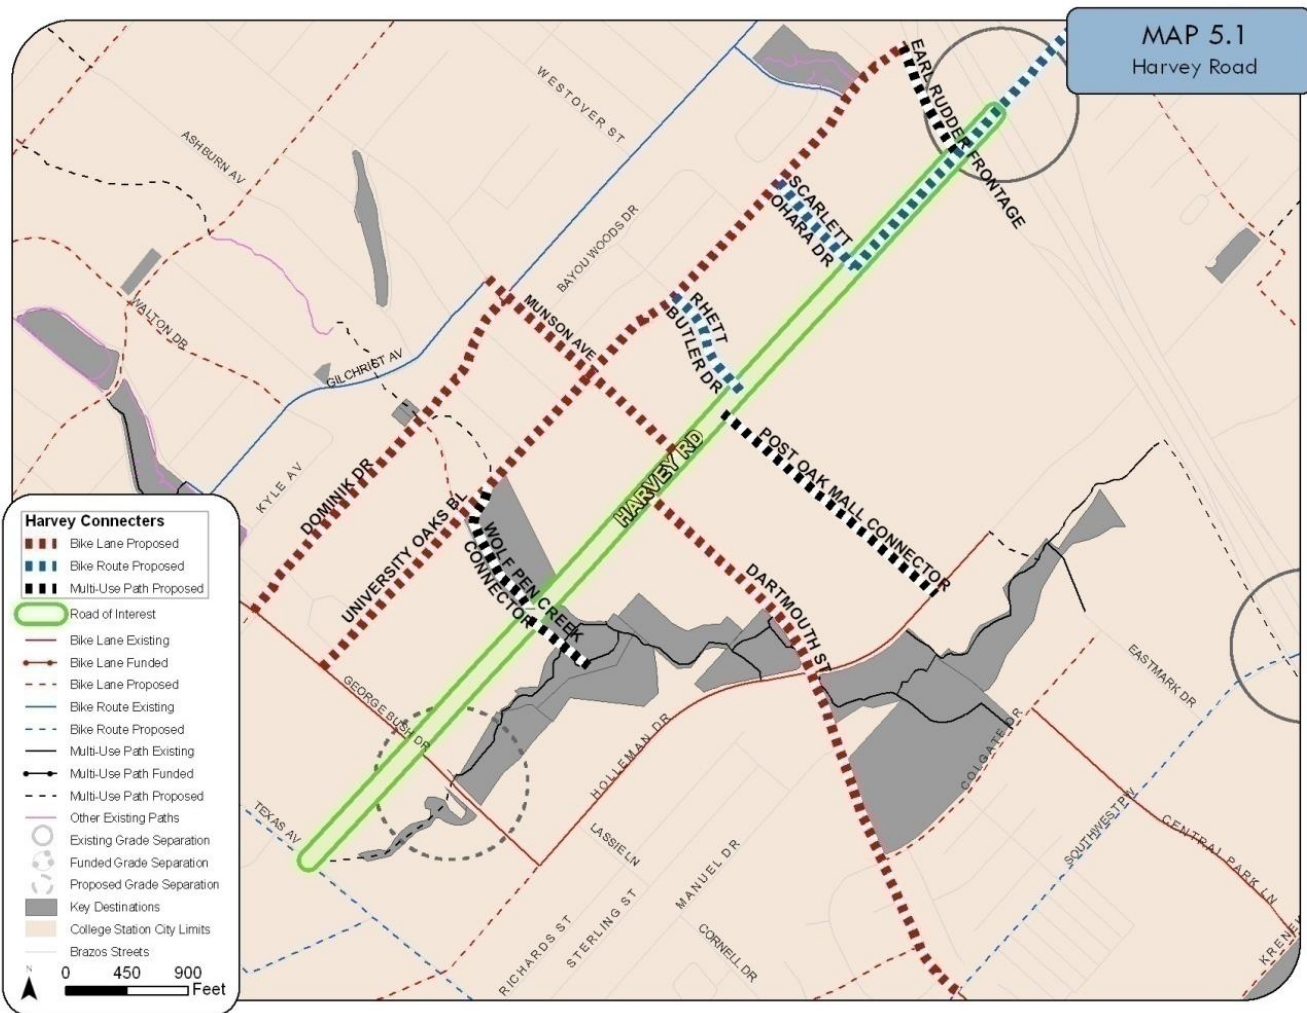 MAP 5.1
Harvey Road
WESTOVER ST
ASHBURN AV
EARL RUDDER FRONTAGE
SCARLETT
OHARA DR
BAYOU WOODS DR
RHETT
BUTLER DR
WALTON DR
MUNSON AVE
GILCHRIST AV
HARVEY RD
POST OAK MALL CONNECTOR
KYLE AV
DOMINIK DR
UNIVERSITY OAKS BL
WOLF PEN CREEK
CONNECTOR
DARTMOUTH ST
GEORGE BUSH DR
HOLLEMAN DR
EASTMARK DR
COLGATE DR
TEXAS AV
LASSIE LN
MANUEL DR
SOUTHWEST PW
CENTRAL PARK LN
RICHARDS ST
STERLING ST
CORNELL DR
Harvey Connecters
Bike Lane Proposed
Bike Route Proposed
Multi-Use Path Proposed
Road of Interest
Bike Lane Existing
Bike Lane Funded
Bike Lane Proposed
Bike Route Existing
Bike Route Proposed
Multi-Use Path Existing
Multi-Use Path Funded
Multi-Use Path Proposed
Other Existing Paths
Existing Grade Separation
Funded Grade Separation
Proposed Grade Separation
Key Destinations
College Station City Limits
Brazos Streets
N
0 450 900
Feet